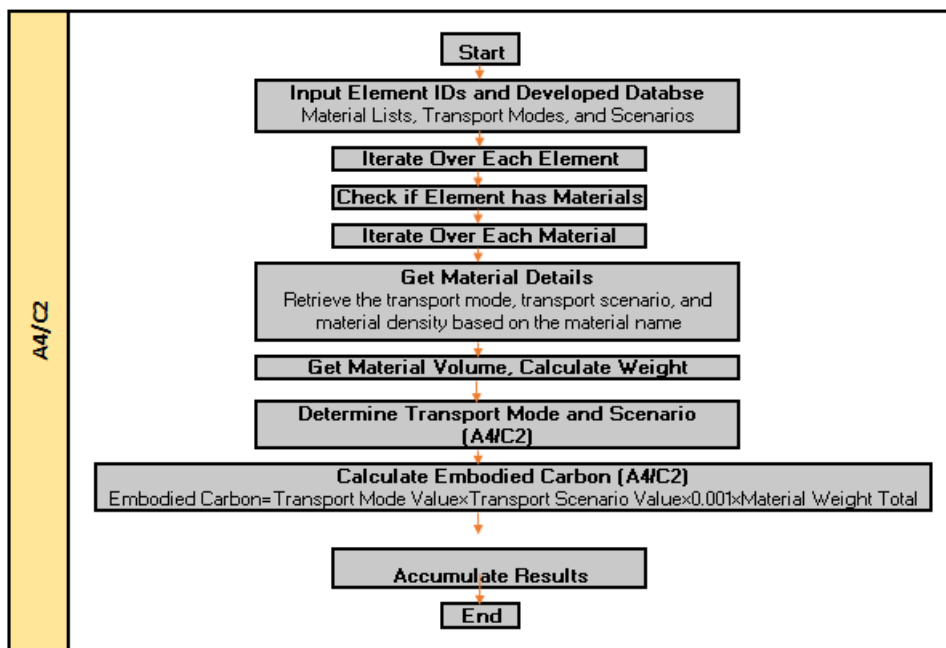 A4/C2
Start
Input Element IDs and Developed Databse
Material Lists, Transport Modes, and Scenarios
Iterate Over Each Element
Check if Element has Materials
Iterate Over Each Material
Get Material Details
Retrieve the transport mode, transport scenario, and
material density based on the material name
Get Material Volume, Calculate Weight
Determine Transport Mode and Scenario
(A4/C2)
Calculate Embodied Carbon (A4/C2)
Embodied Carbon=Transport Mode Value×Transport Scenario Value×0.001×Material Weight Total
Accumulate Results
End